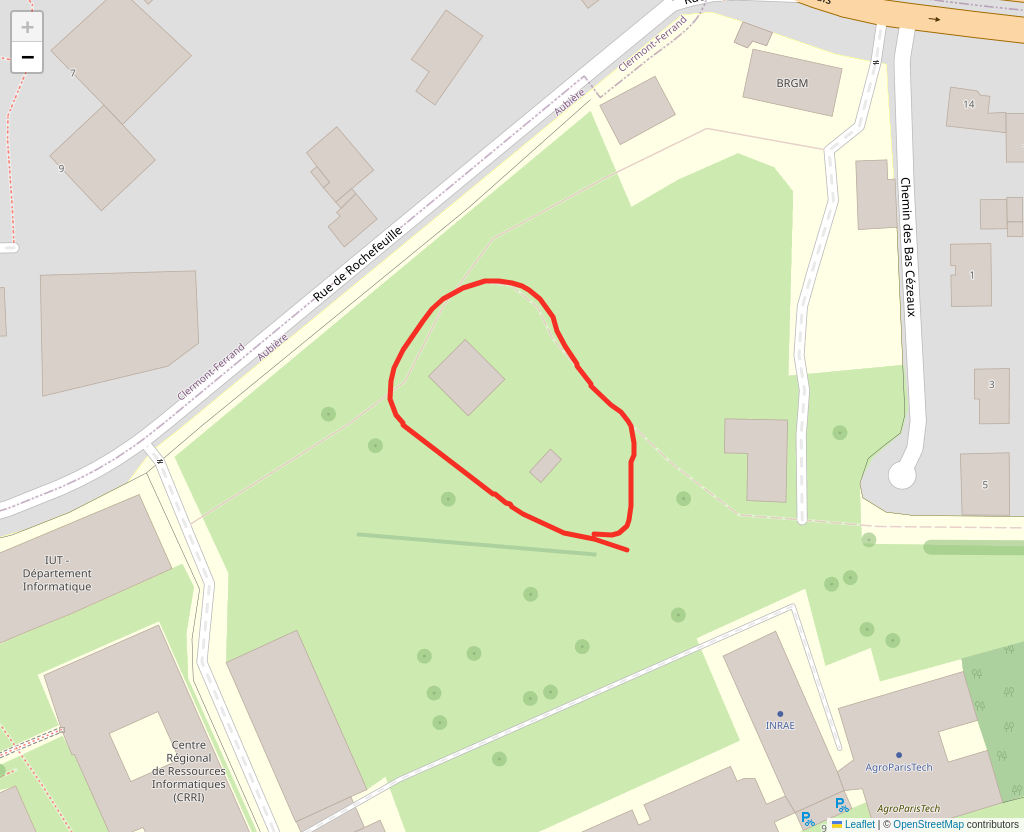 +
−
7
9
Rue de Rochefeuille
Clermont-Ferrand
Aubière
Clermont-Ferrand
Aubière
BRGM
14
Chemin des Bas Cézeaux
1
3
5
IUT -
Département
Informatique
Centre
Régional
de Ressources
Informatiques
(CRRI)
INRAE
AgroParisTech
AgroParisTech
9
Leaflet | © OpenStreetMap contributors